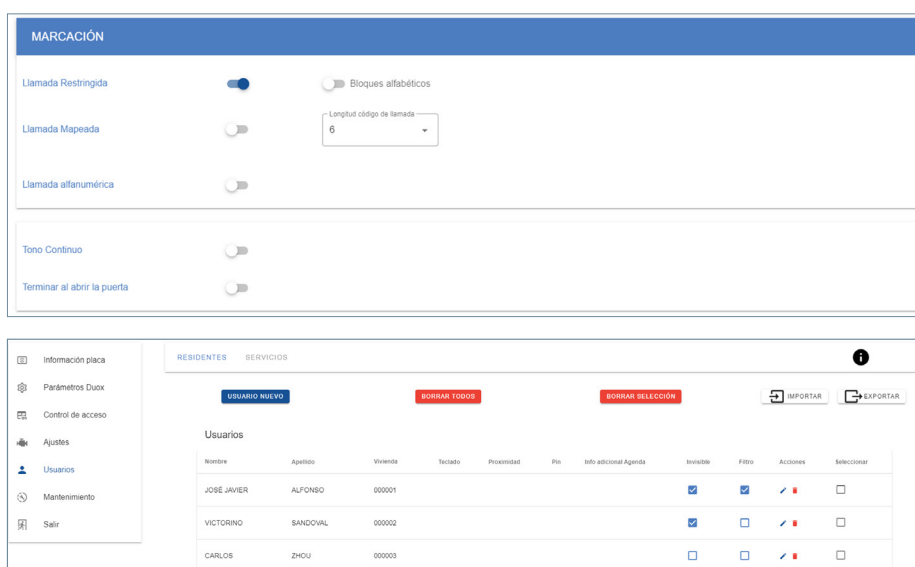 MARCACIÓN
Llamada Restringida
Bloques alfabéticos
Longitud código de llamada
Llamada Mapeada
6
Llamada alfanumérica
Tono Continuo
Terminar al abrir la puerta
Información placa
Parámetros Duox
Control de acceso
Ajustes
Usuarios
Mantenimiento
Salir
RESIDENTES SERVICIOS
USUARIO NUEVO BORRAR TODOS BORRAR SELECCIÓN IMPORTAR EXPORTAR
Usuarios
Nombre Apellido Vivienda Teclado Proximidad Pin Info adicional Agenda Invisible Filtro Acciones Seleccionar
JOSÉ JAVIER ALFONSO 000001
VICTORINO SANDOVAL 000002
CARLOS ZHOU 000003